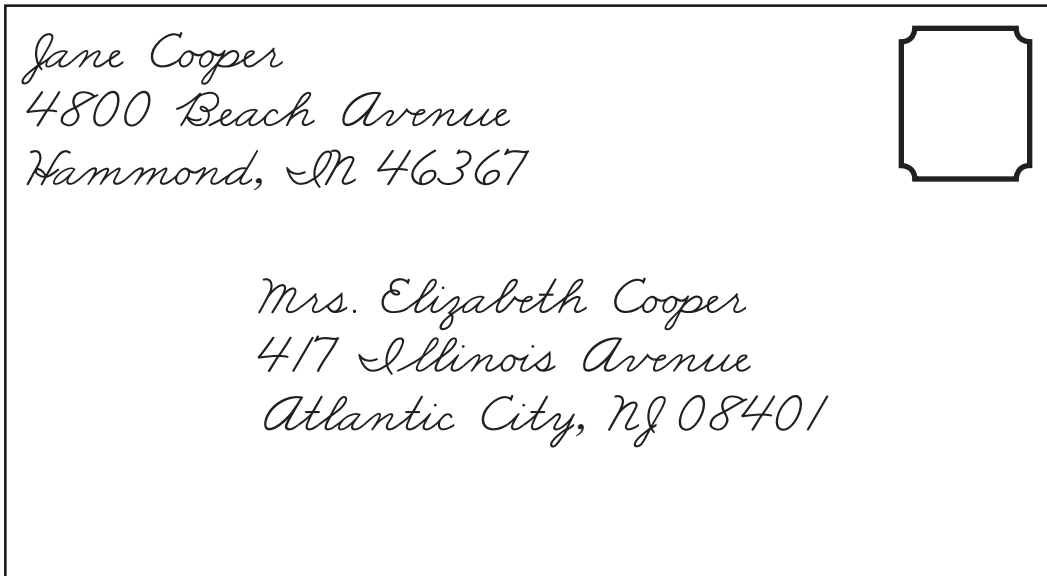 Jane Cooper
4800 Beach Avenue
Hammond, IN 46367
Mrs. Elizabeth Cooper
417 Illinois Avenue
Atlantic City, NJ 08401